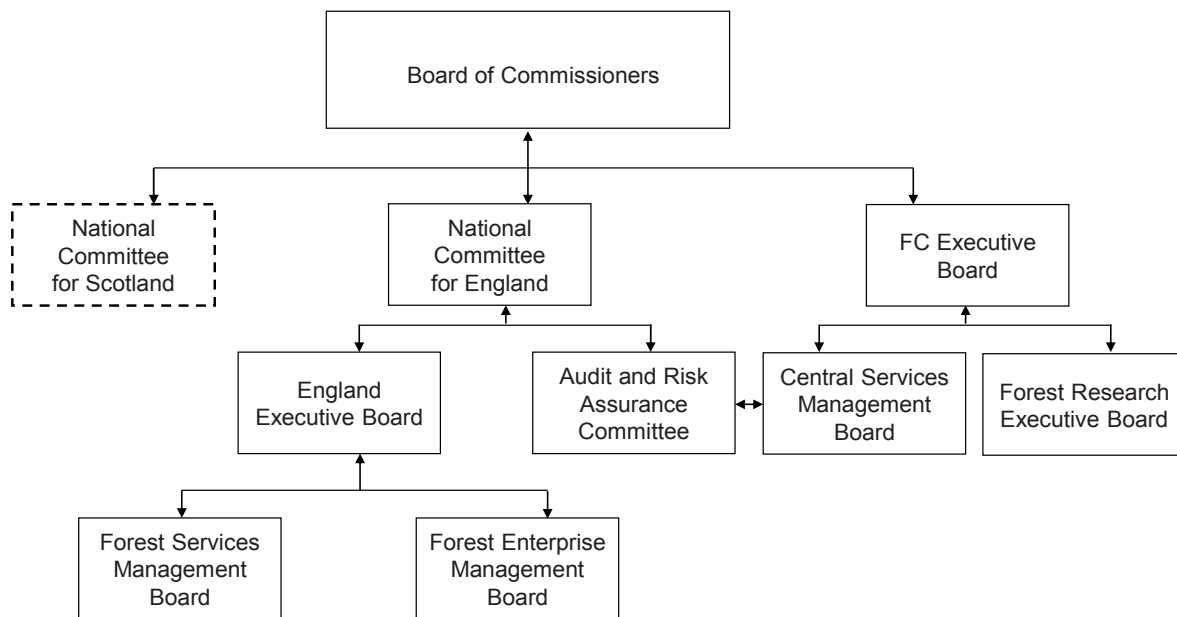 Board of Commissioners
National
Committee
for Scotland
National
Committee
for England
FC Executive
Board
England
Executive Board
Audit and Risk
Assurance
Committee
Central Services
Management
Board
Forest Research
Executive Board
Forest Services
Management
Board
Forest Enterprise
Management
Board